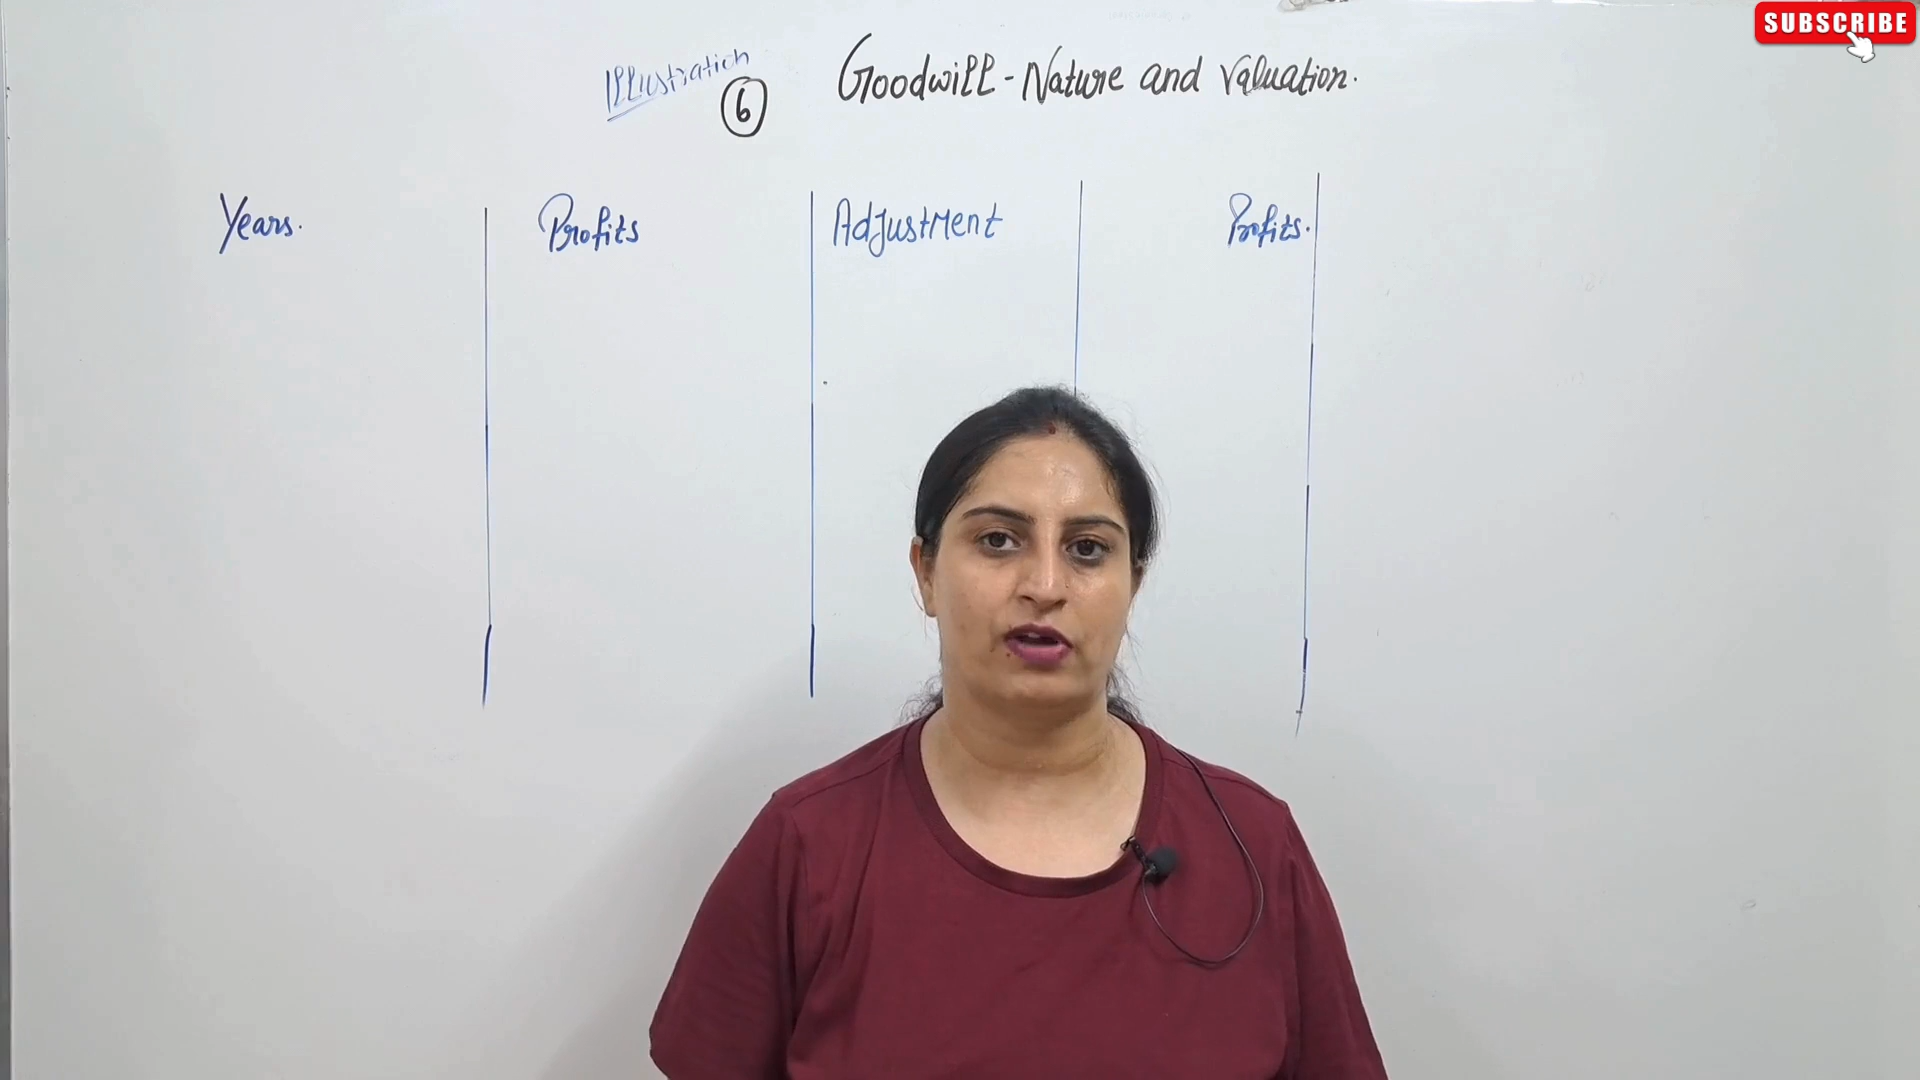 SUBSCRIBE
Illustration
6
Goodwill - Nature and Valuation.
Years. Profits Adjustment Profits.